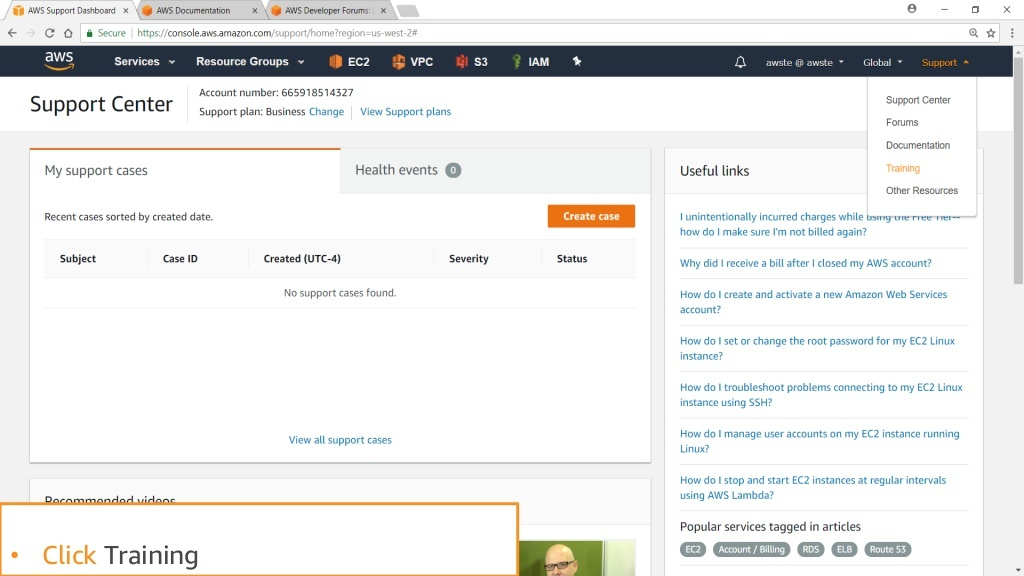 AWS Support Dashboard
AWS Documentation
AWS Developer Forums:
Secure https://console.aws.amazon.com/support/home?region=us-west-2#
aws
Services
Resource Groups
EC2
VPC
S3
IAM
awste @ awste
Global
Support
Support Center
Forums
Documentation
Training
Other Resources
Support Center
Account number: 665918514327
Support plan: Business Change
View Support plans
My support cases
Health events 0
Recent cases sorted by created date.
Create case
Subject Case ID Created (UTC-4) Severity Status
No support cases found.
View all support cases
Useful links
I unintentionally incurred charges while using the Free Tier--
how do I make sure I'm not billed again?
Why did I receive a bill after I closed my AWS account?
How do I create and activate a new Amazon Web Services
account?
How do I set or change the root password for my EC2 Linux
instance?
How do I troubleshoot problems connecting to my EC2 Linux
instance using SSH?
How do I manage user accounts on my EC2 instance running
Linux?
How do I stop and start EC2 instances at regular intervals
using AWS Lambda?
Popular services tagged in articles
EC2 Account / Billing RDS ELB Route 53
Recommended videos
• Click Training